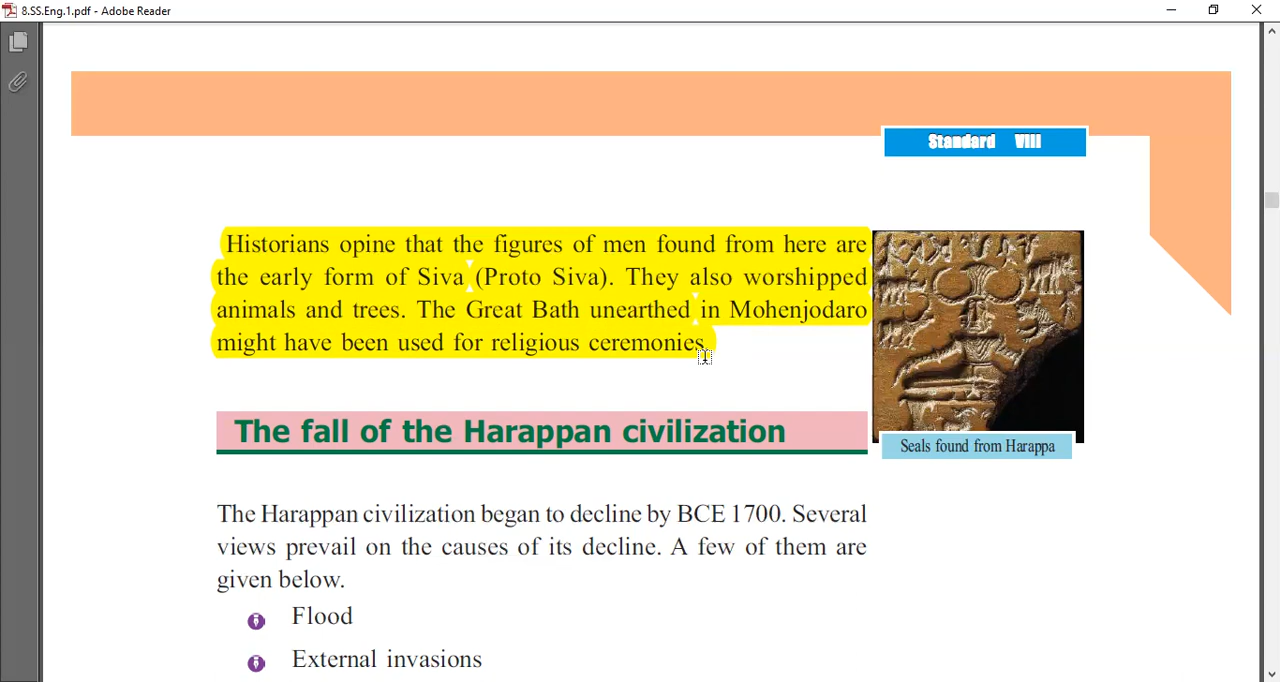 8.SS.Eng.1.pdf - Adobe Reader
Standard VIII
Historians opine that the figures of men found from here are
the early form of Siva (Proto Siva). They also worshipped
animals and trees. The Great Bath unearthed in Mohenjodaro
might have been used for religious ceremonies.
Seals found from Harappa
The fall of the Harappan civilization
The Harappan civilization began to decline by BCE 1700. Several
views prevail on the causes of its decline. A few of them are
given below.
Flood
External invasions